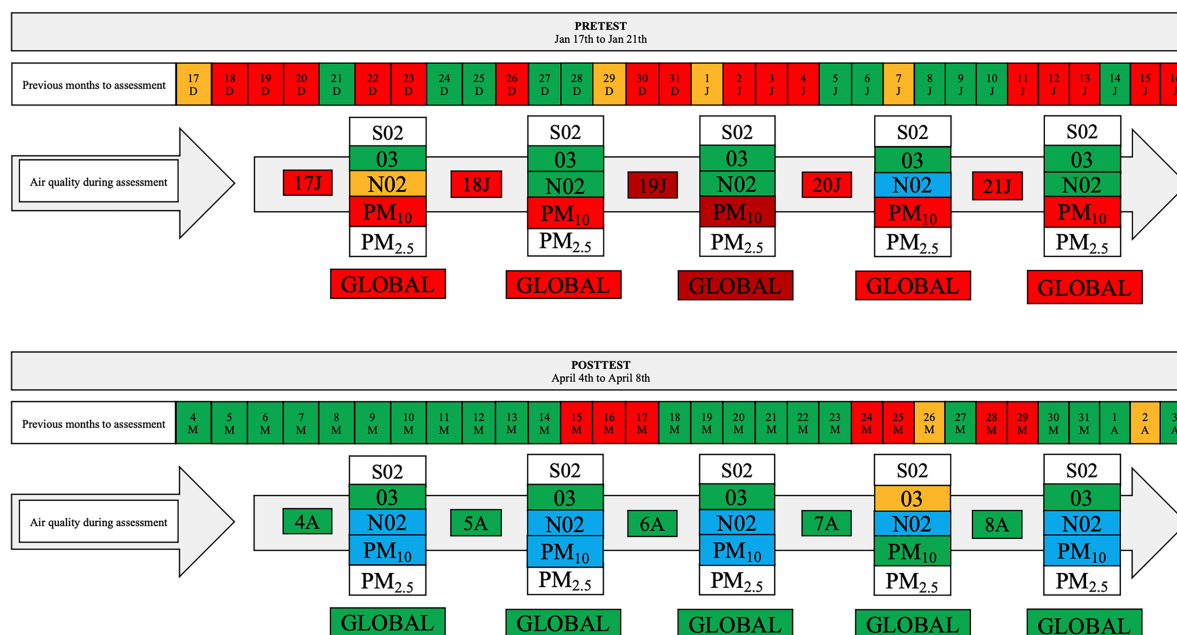 PRETEST
Jan 17th to Jan 21th
Previous months to assessment
17 18 19 20 21 22 23 24 25 26 27 28 29 30 31 1 2 3 4 5 6 7 8 9 10 11 12 13 14 15 16
D D D D D D D D D D D D D D D J J J J J J J J J J J J J J J J
S02 S02 S02 S02 S02
03 03 03 03 03
Air quality during assessment 17J N02 18J N02 19J N02 20J N02 21J N02
PM10 PM10 PM10 PM10 PM10
PM2.5 PM2.5 PM2.5 PM2.5 PM2.5
GLOBAL GLOBAL GLOBAL GLOBAL GLOBAL
POSTTEST
April 4th to April 8th
Previous months to assessment
4 5 6 7 8 9 10 11 12 13 14 15 16 17 18 19 20 21 22 23 24 25 26 27 28 29 30 31 1 2 3
M M M M M M M M M M M M M M M M M M M M M M M M M M M M A A A
S02 S02 S02 S02 S02
03 03 03 03 03
Air quality during assessment 4A N02 5A N02 6A N02 7A N02 8A N02
PM10 PM10 PM10 PM10 PM10
PM2.5 PM2.5 PM2.5 PM2.5 PM2.5
GLOBAL GLOBAL GLOBAL GLOBAL GLOBAL